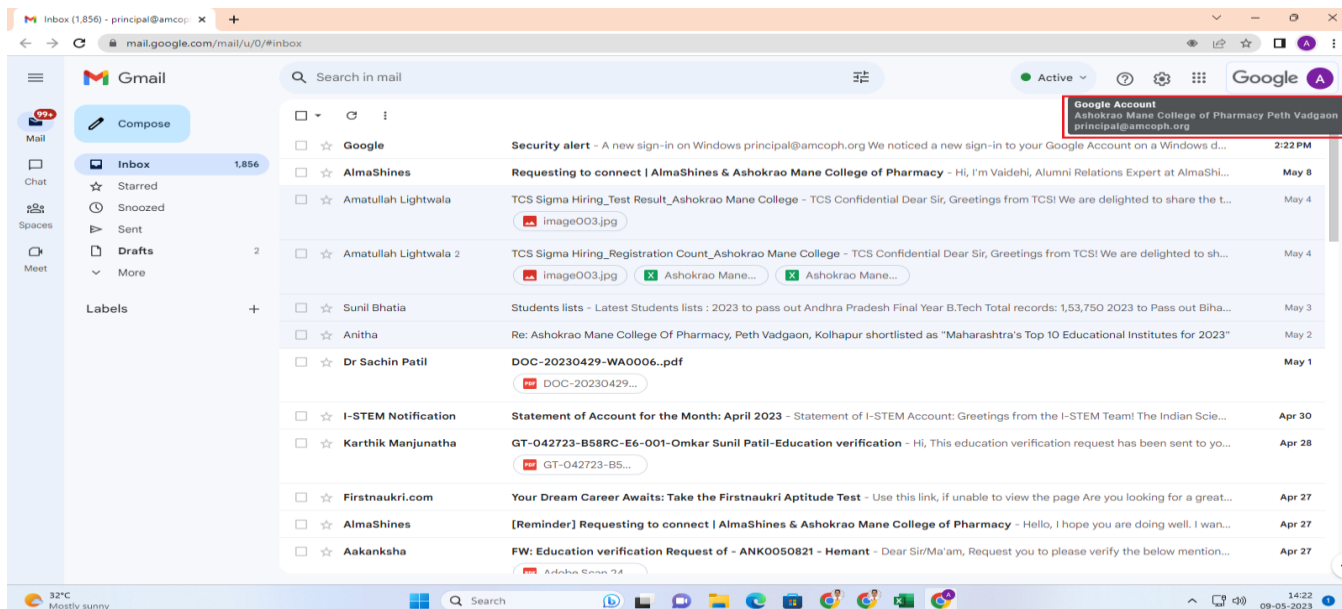 Inbox (1,856) - principal@amcop
mail.google.com/mail/u/0/#inbox
A
Gmail
Search in mail
Active
Google A
Google Account
Ashokrao Mane College of Pharmacy Peth Vadgaon
principal@amcoph.org
99+
Mail
Chat
Spaces
Meet
Compose
Inbox 1,856
Starred
Snoozed
Sent
Drafts 2
More
Labels
Google Security alert - A new sign-in on Windows principal@amcoph.org We noticed a new sign-in to your Google Account on a Windows d... 2:22 PM
AlmaShines Requesting to connect | AlmaShines & Ashokrao Mane College of Pharmacy - Hi, I'm Vaidehi, Alumni Relations Expert at AlmaShi... May 8
Amatullah Lightwala TCS Sigma Hiring_Test Result_Ashokrao Mane College - TCS Confidential Dear Sir, Greetings from TCS! We are delighted to share the t... May 4
image003.jpg
Amatullah Lightwala 2 TCS Sigma Hiring_Registration Count_Ashokrao Mane College - TCS Confidential Dear Sir, Greetings from TCS! We are delighted to sh... May 4
image003.jpg X Ashokrao Mane... X Ashokrao Mane...
Sunil Bhatia Students lists - Latest Students lists : 2023 to pass out Andhra Pradesh Final Year B.Tech Total records: 1,53,750 2023 to Pass out Biha... May 3
Anitha Re: Ashokrao Mane College Of Pharmacy, Peth Vadgaon, Kolhapur shortlisted as "Maharashtra's Top 10 Educational Institutes for 2023" May 2
Dr Sachin Patil DOC-20230429-WA0006..pdf May 1
PDF DOC-20230429...
I-STEM Notification Statement of Account for the Month: April 2023 - Statement of I-STEM Account: Greetings from the I-STEM Team! The Indian Scie... Apr 30
Karthik Manjunatha GT-042723-B58RC-E6-001-Omkar Sunil Patil-Education verification - Hi, This education verification request has been sent to yo... Apr 28
PDF GT-042723-B5...
Firstnaukri.com Your Dream Career Awaits: Take the Firstnaukri Aptitude Test - Use this link, if unable to view the page Are you looking for a great... Apr 27
AlmaShines [Reminder] Requesting to connect | AlmaShines & Ashokrao Mane College of Pharmacy - Hello, I hope you are doing well. I wan... Apr 27
Aakanksha FW: Education verification Request of - ANK0050821 - Hemant - Dear Sir/Ma'am, Request you to please verify the below mention... Apr 27
PDF Adobe Scan 24
32°C
Mostly sunny
Search
14:22
09-05-2023
1